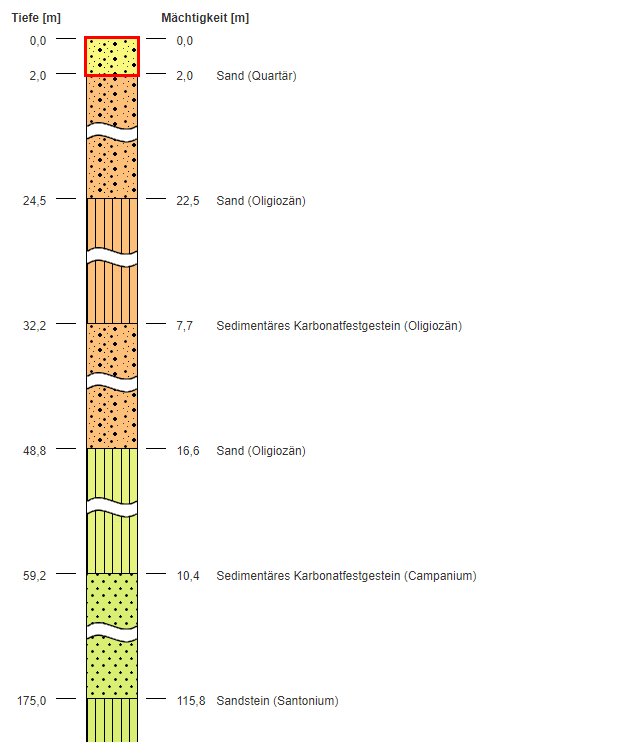 Tiefe [m] Mächtigkeit [m]
0,0 0,0
2,0 2,0 Sand (Quartär)
24,5 22,5 Sand (Oligiozän)
32,2 7,7 Sedimentäres Karbonatfestgestein (Oligiozän)
48,8 16,6 Sand (Oligiozän)
59,2 10,4 Sedimentäres Karbonatfestgestein (Campanium)
175,0 115,8 Sandstein (Santonium)